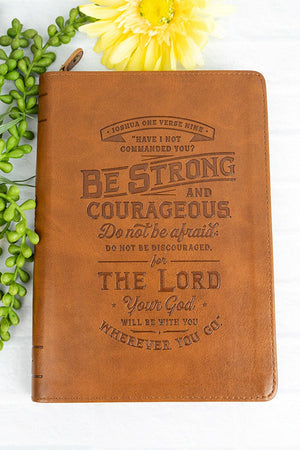 JOSHUA ONE VERSE NINE
"HAVE I NOT
COMMANDED YOU?
BE STRONG
AND
COURAGEOUS.
Do not be afraid;
DO NOT BE DISCOURAGED,
for
THE LORD
Your God
WILL BE WITH YOU
WHEREVER YOU GO."